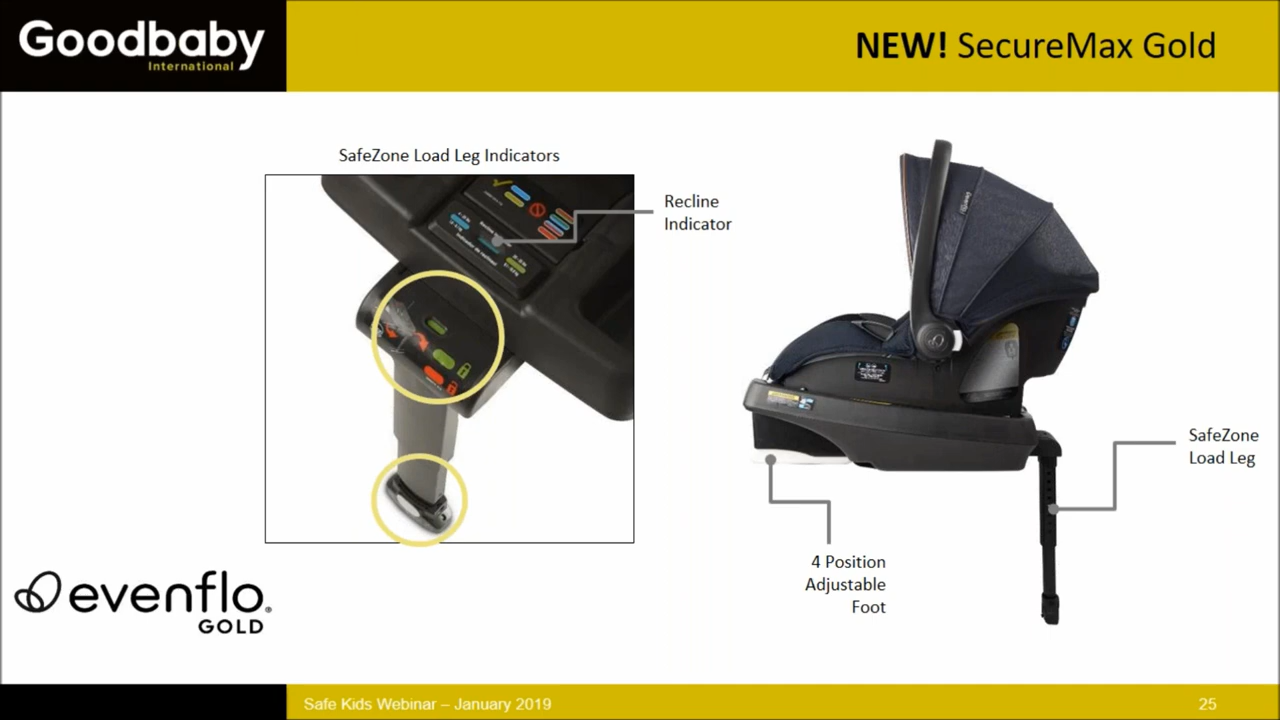 Goodbaby
International
NEW! SecureMax Gold
SafeZone Load Leg Indicators
Recline
Indicator
SafeZone
Load Leg
4 Position
Adjustable
Foot
evenflo®
GOLD
Safe Kids Webinar – January 2019
25